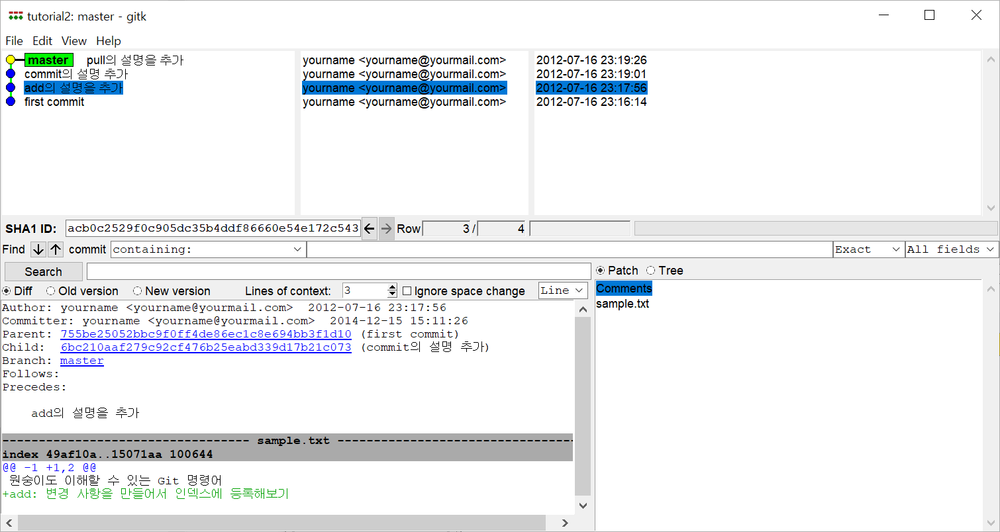 tutorial2: master - gitk
File Edit View Help
master pull의 설명을 추가 yourname <yourname@yourmail.com> 2012-07-16 23:19:26
commit의 설명 추가 yourname <yourname@yourmail.com> 2012-07-16 23:19:01
add의 설명을 추가 yourname <yourname@yourmail.com> 2012-07-16 23:17:56
first commit yourname <yourname@yourmail.com> 2012-07-16 23:16:14
SHA1 ID: acb0c2529f0c905dc35b4ddf86660e54e172c543 Row 3 / 4
Find commit containing: Exact All fields
Search
Patch Tree
Diff Old version New version Lines of context: 3 Ignore space change Line
Comments
sample.txt
Author: yourname <yourname@yourmail.com> 2012-07-16 23:17:56
Committer: yourname <yourname@yourmail.com> 2014-12-15 15:11:26
Parent: 755be25052bbc9f0ff4de86ec1c8e694bb3f1d10 (first commit)
Child: 6bc210aaf279c92cf476b25eabd339d17b21c073 (commit의 설명 추가)
Branch: master
Follows:
Precedes:
add의 설명을 추가
---------------------------------- sample.txt ---------------------------------
index 49af10a..15071aa 100644
@@ -1 +1,2 @@
원숭이도 이해할 수 있는 Git 명령어
+add: 변경 사항을 만들어서 인덱스에 등록해보기